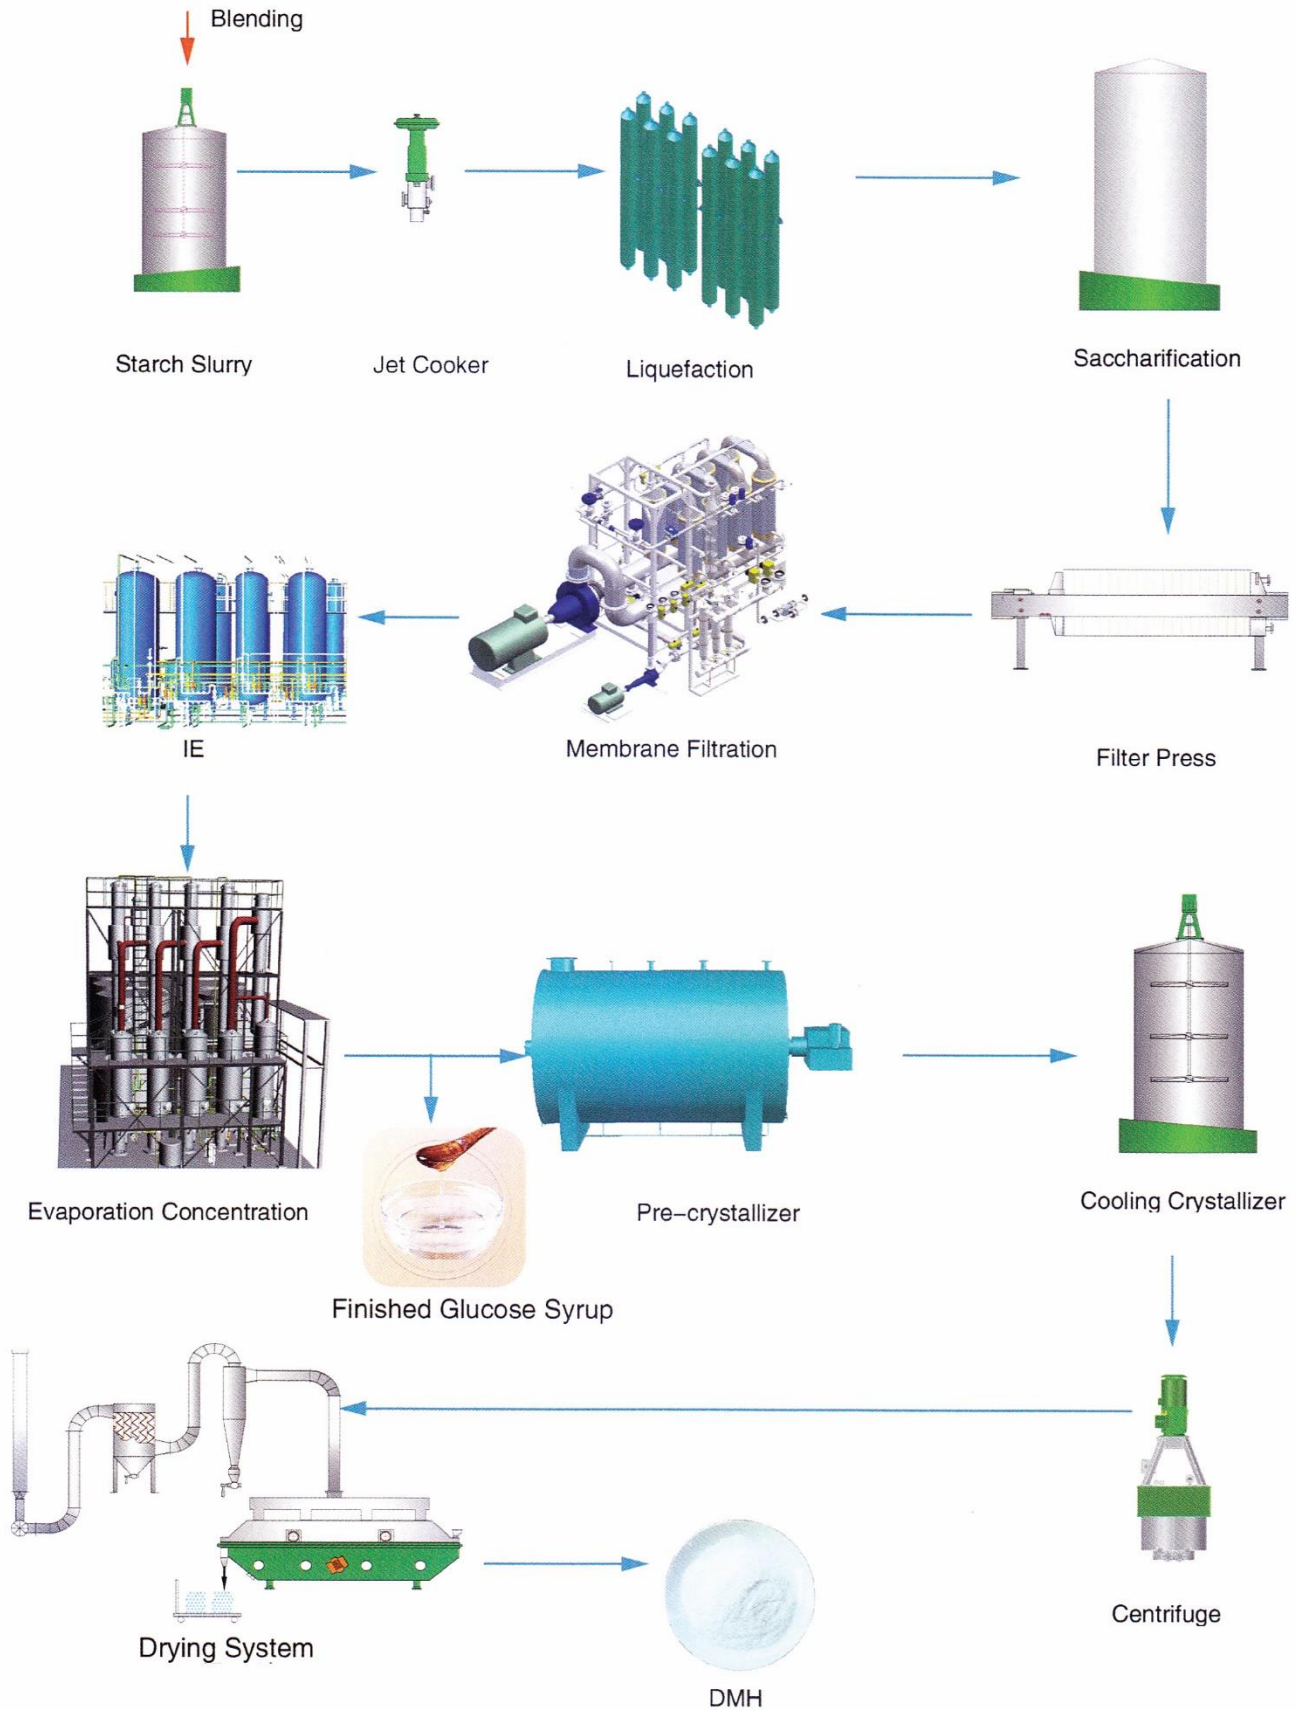 Blending
Starch Slurry
Jet Cooker
Liquefaction
Saccharification
IE
Membrane Filtration
Filter Press
Evaporation Concentration
Pre-crystallizer
Cooling Crystallizer
Finished Glucose Syrup
Drying System
DMH
Centrifuge